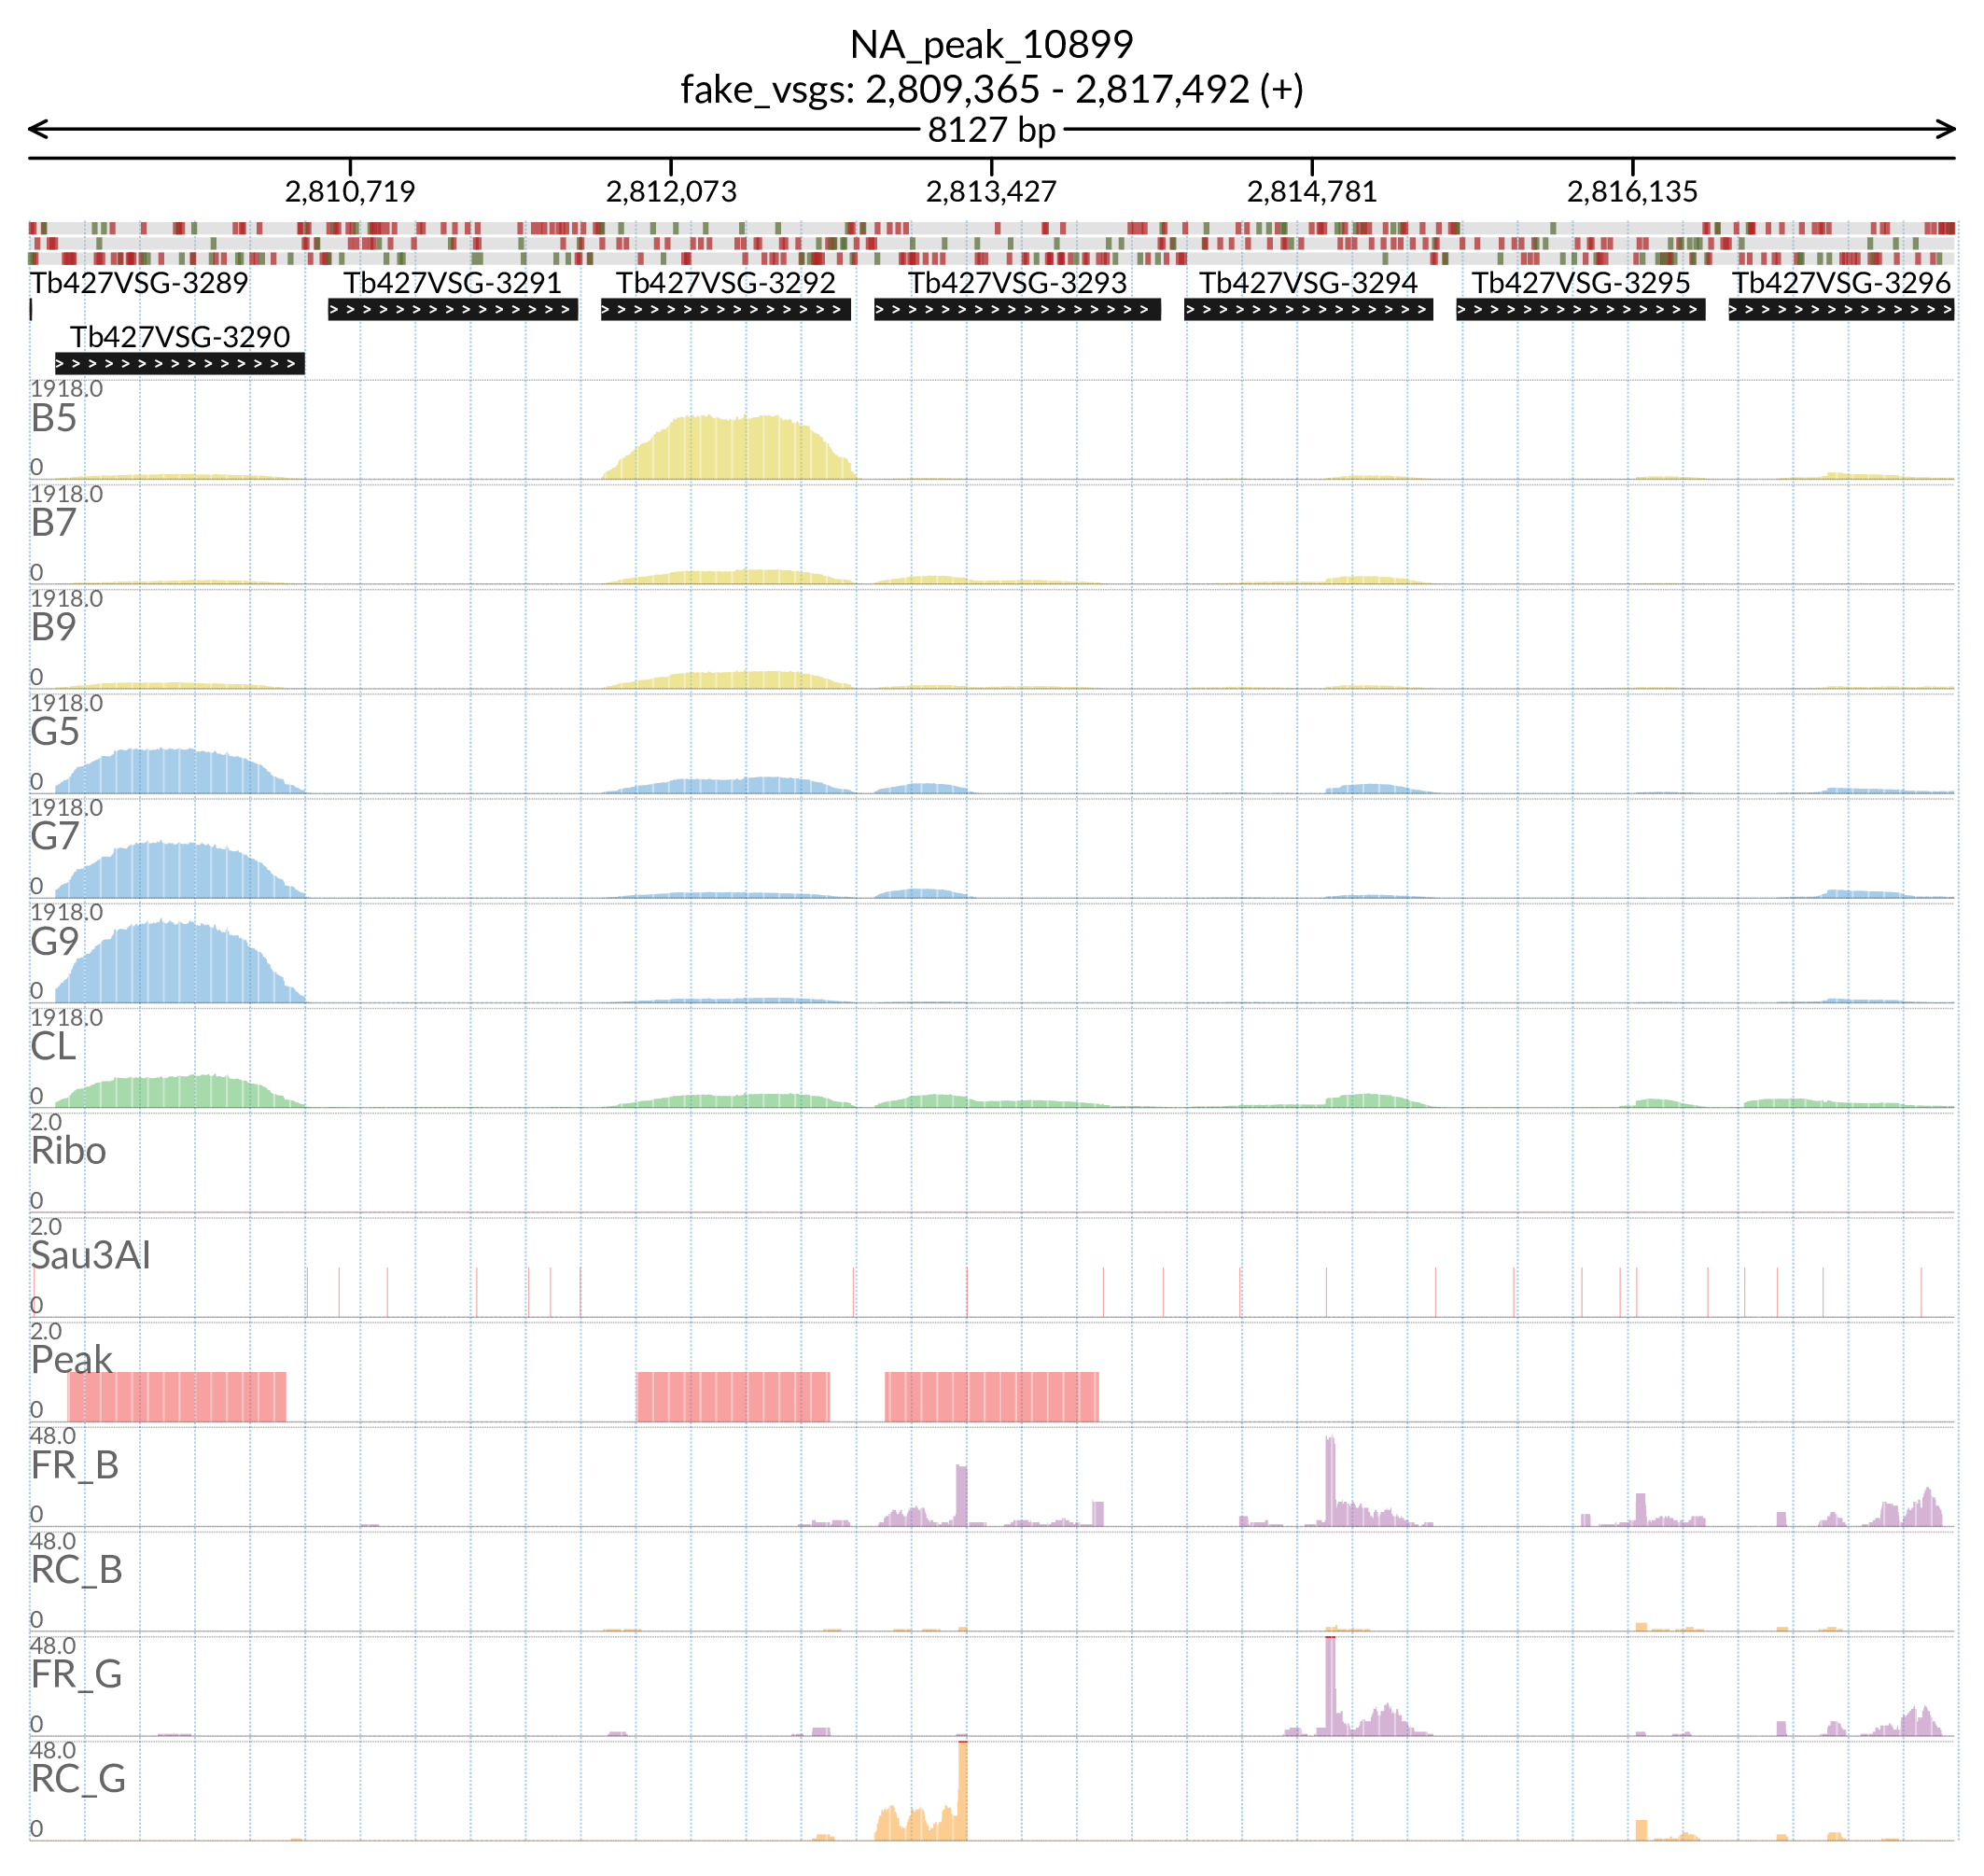 NA_peak_10899
fake_vsgs: 2,809,365 - 2,817,492 (+)
8127 bp
2,810,719 2,812,073 2,813,427 2,814,781 2,816,135
Tb427VSG-3289 Tb427VSG-3291 Tb427VSG-3292 Tb427VSG-3293 Tb427VSG-3294 Tb427VSG-3295 Tb427VSG-3296
Tb427VSG-3290
1918.0
B5
0
1918.0
B7
0
1918.0
B9
0
1918.0
G5
0
1918.0
G7
0
1918.0
G9
0
1918.0
CL
0
2.0
Ribo
0
2.0
Sau3AI
0
2.0
Peak
0
48.0
FR_B
0
48.0
RC_B
0
48.0
FR_G
0
48.0
RC_G
0